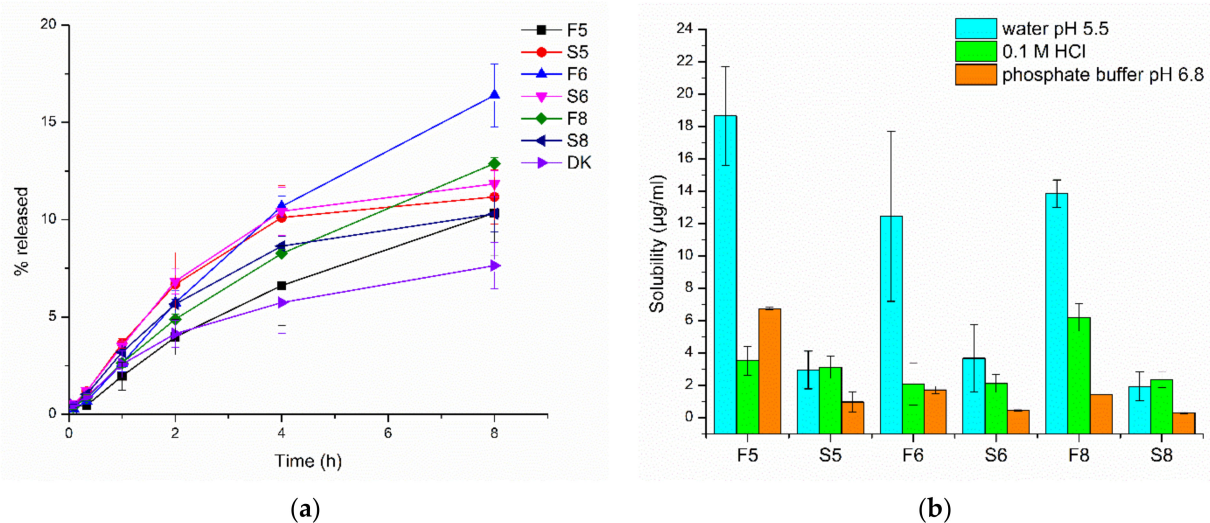 20
15
10
5
0
% released
0
2
4
6
8
Time (h)
F5
S5
F6
S6
F8
S8
DK
(a)
24
22
20
18
16
14
12
10
8
6
4
2
0
Solubility (µg/ml)
water pH 5.5
0.1 M HCl
phosphate buffer pH 6.8
F5
S5
F6
S6
F8
S8
(b)